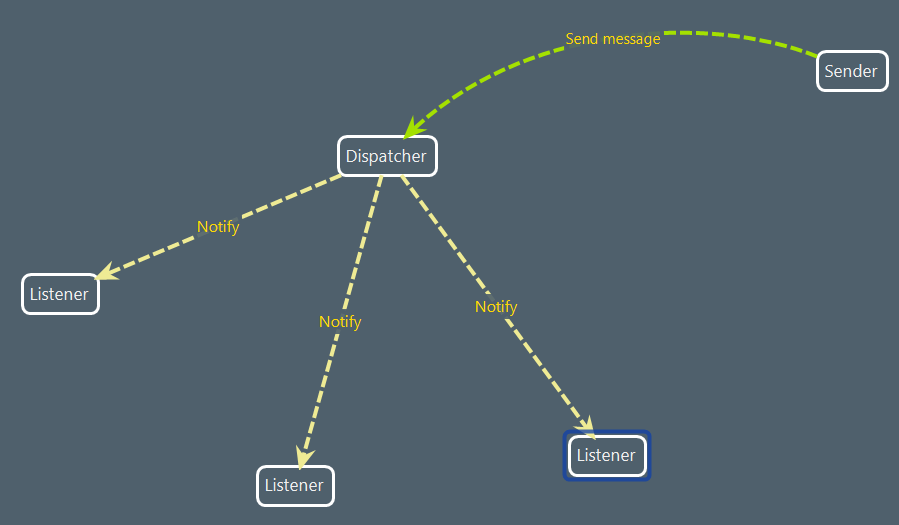 Send message
Sender
Dispatcher
Notify
Listener
Notify
Notify
Listener
Listener